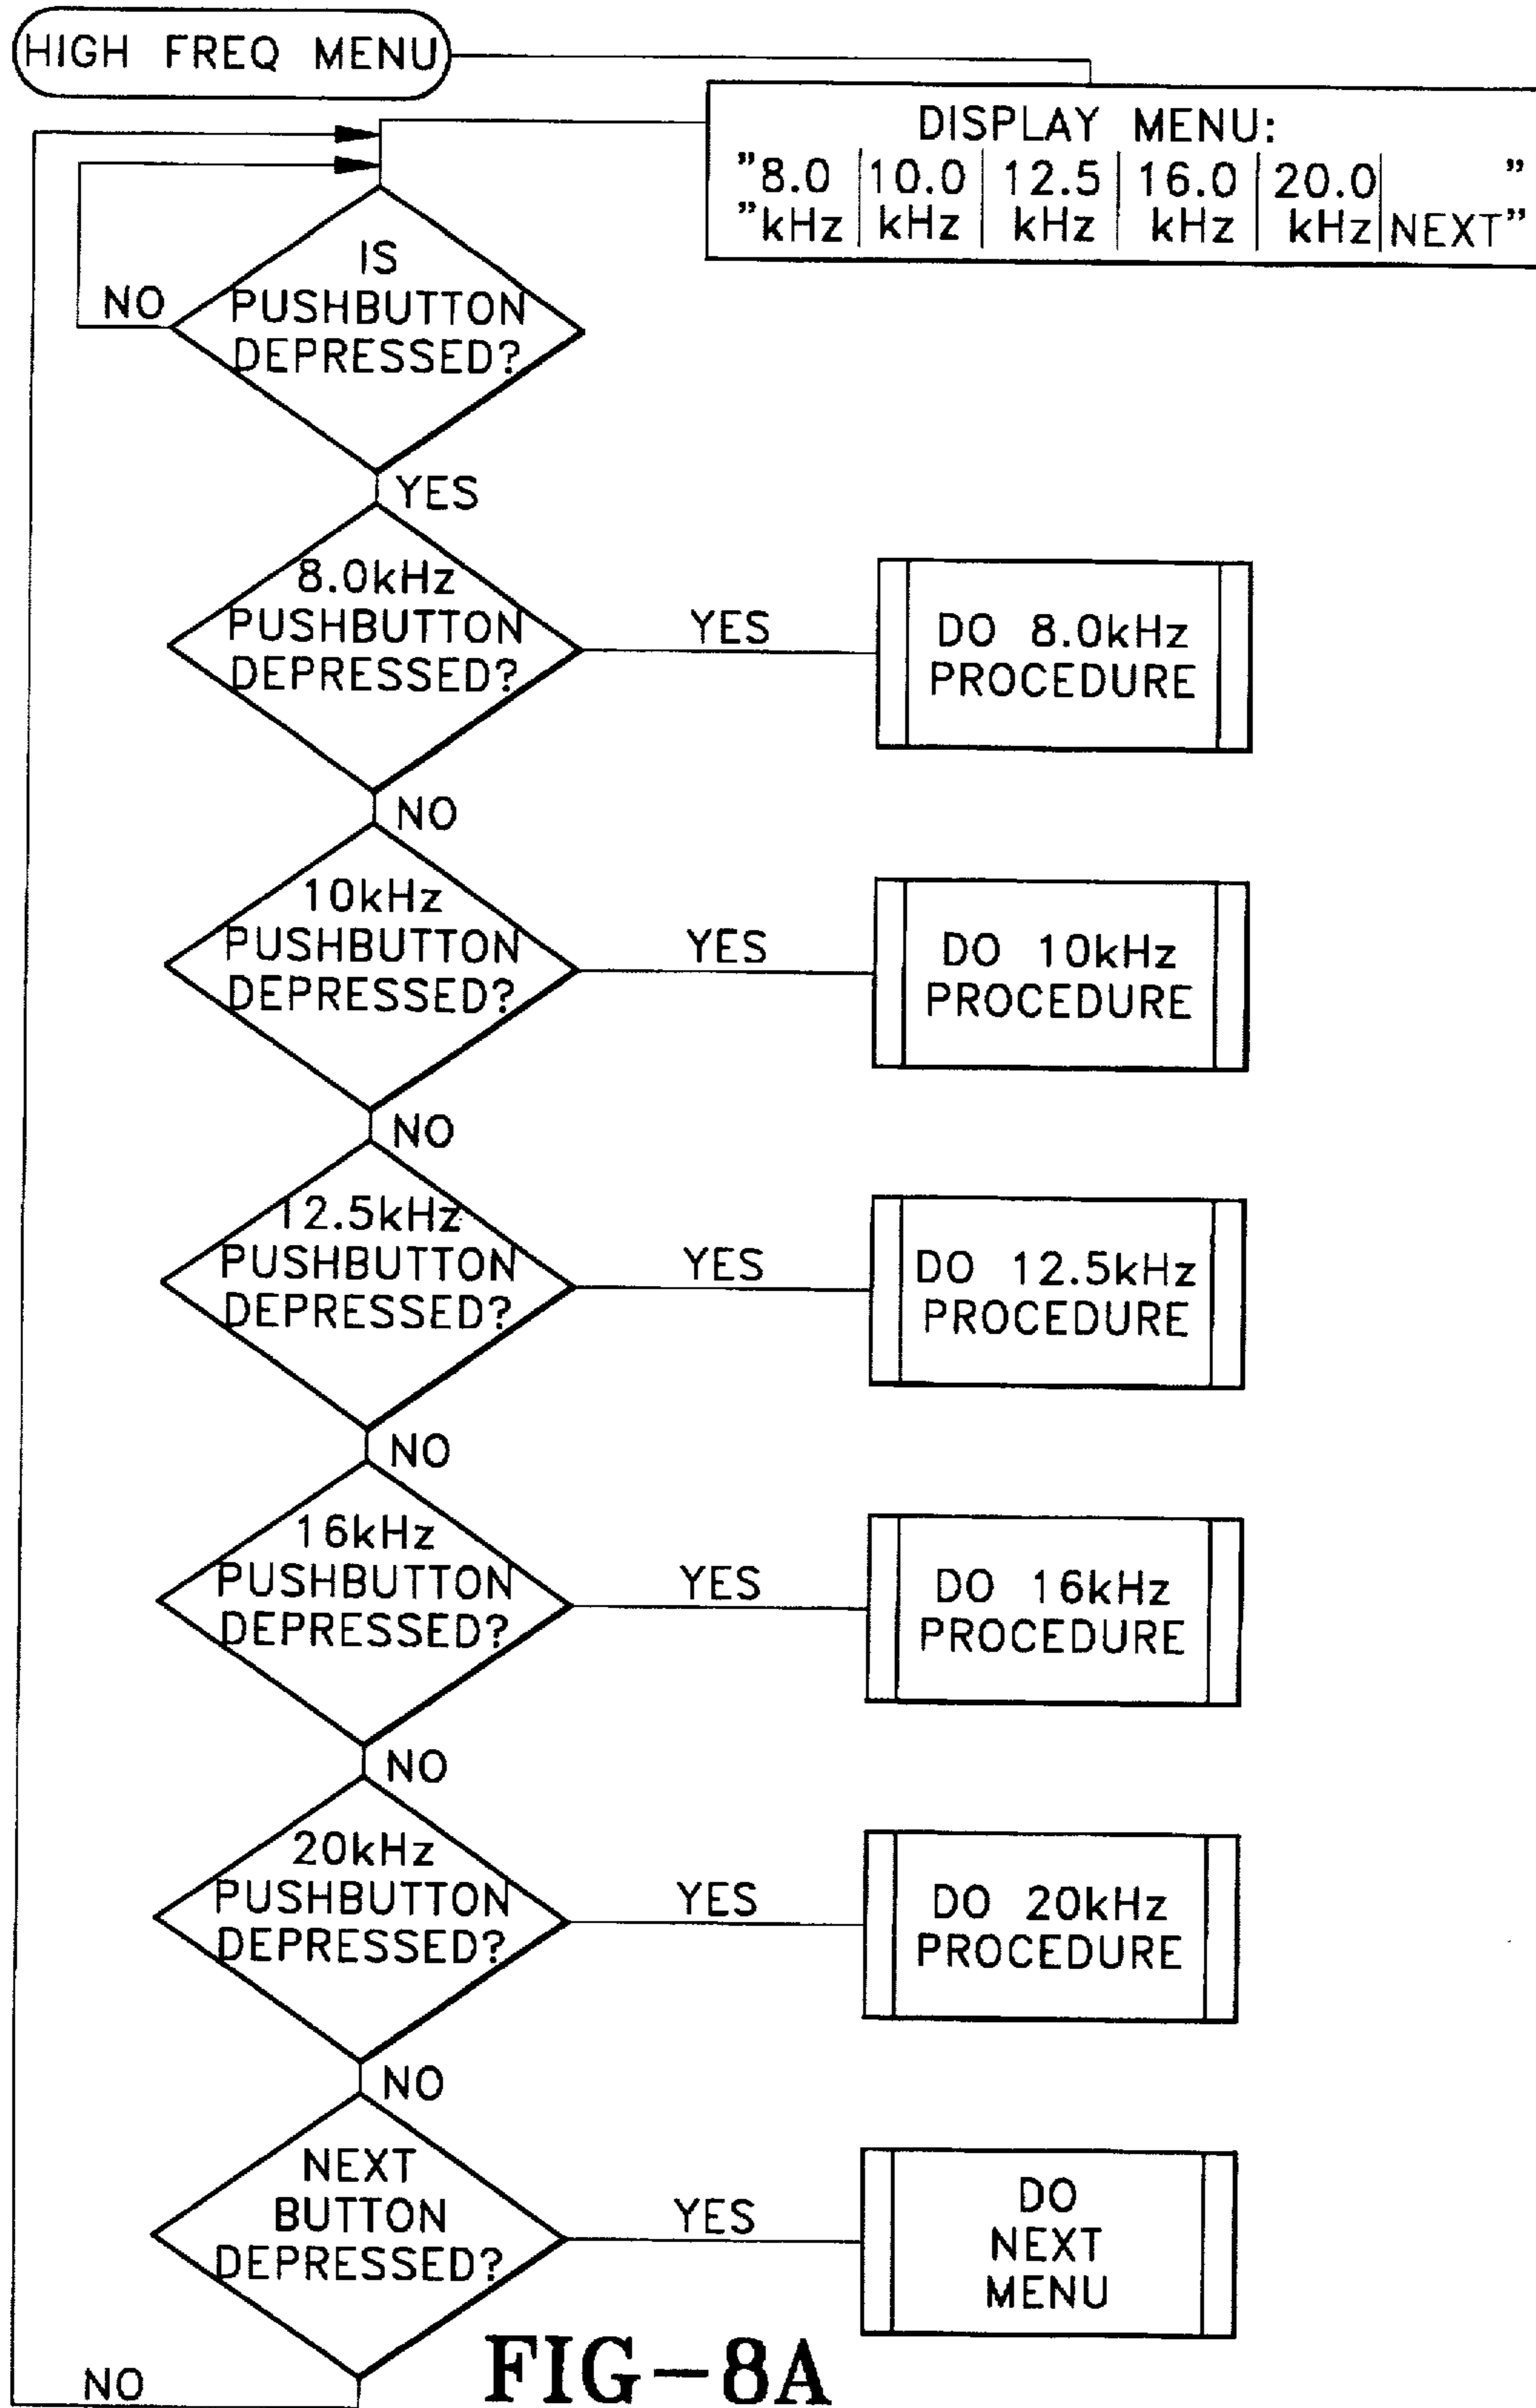 HIGH FREQ MENU
DISPLAY MENU:
"8.0 | 10.0 | 12.5 | 16.0 | 20.0 | "
"kHz | kHz | kHz | kHz | kHz | NEXT"
IS
PUSHBUTTON
DEPRESSED?
NO
YES
8.0kHz
PUSHBUTTON
DEPRESSED?
YES
DO 8.0kHz
PROCEDURE
NO
10kHz
PUSHBUTTON
DEPRESSED?
YES
DO 10kHz
PROCEDURE
NO
12.5kHz
PUSHBUTTON
DEPRESSED?
YES
DO 12.5kHz
PROCEDURE
NO
16kHz
PUSHBUTTON
DEPRESSED?
YES
DO 16kHz
PROCEDURE
NO
20kHz
PUSHBUTTON
DEPRESSED?
YES
DO 20kHz
PROCEDURE
NO
NEXT
BUTTON
DEPRESSED?
YES
DO
NEXT
MENU
NO
FIG-8A